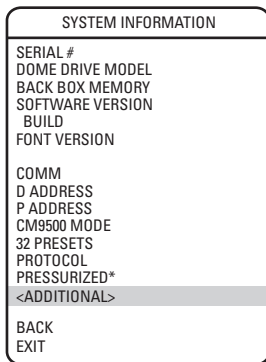 SYSTEM INFORMATION
SERIAL #
DOME DRIVE MODEL
BACK BOX MEMORY
SOFTWARE VERSION
BUILD
FONT VERSION
COMM
D ADDRESS
P ADDRESS
CM9500 MODE
32 PRESETS
PROTOCOL
PRESSURIZED*
<ADDITIONAL>
BACK
EXIT